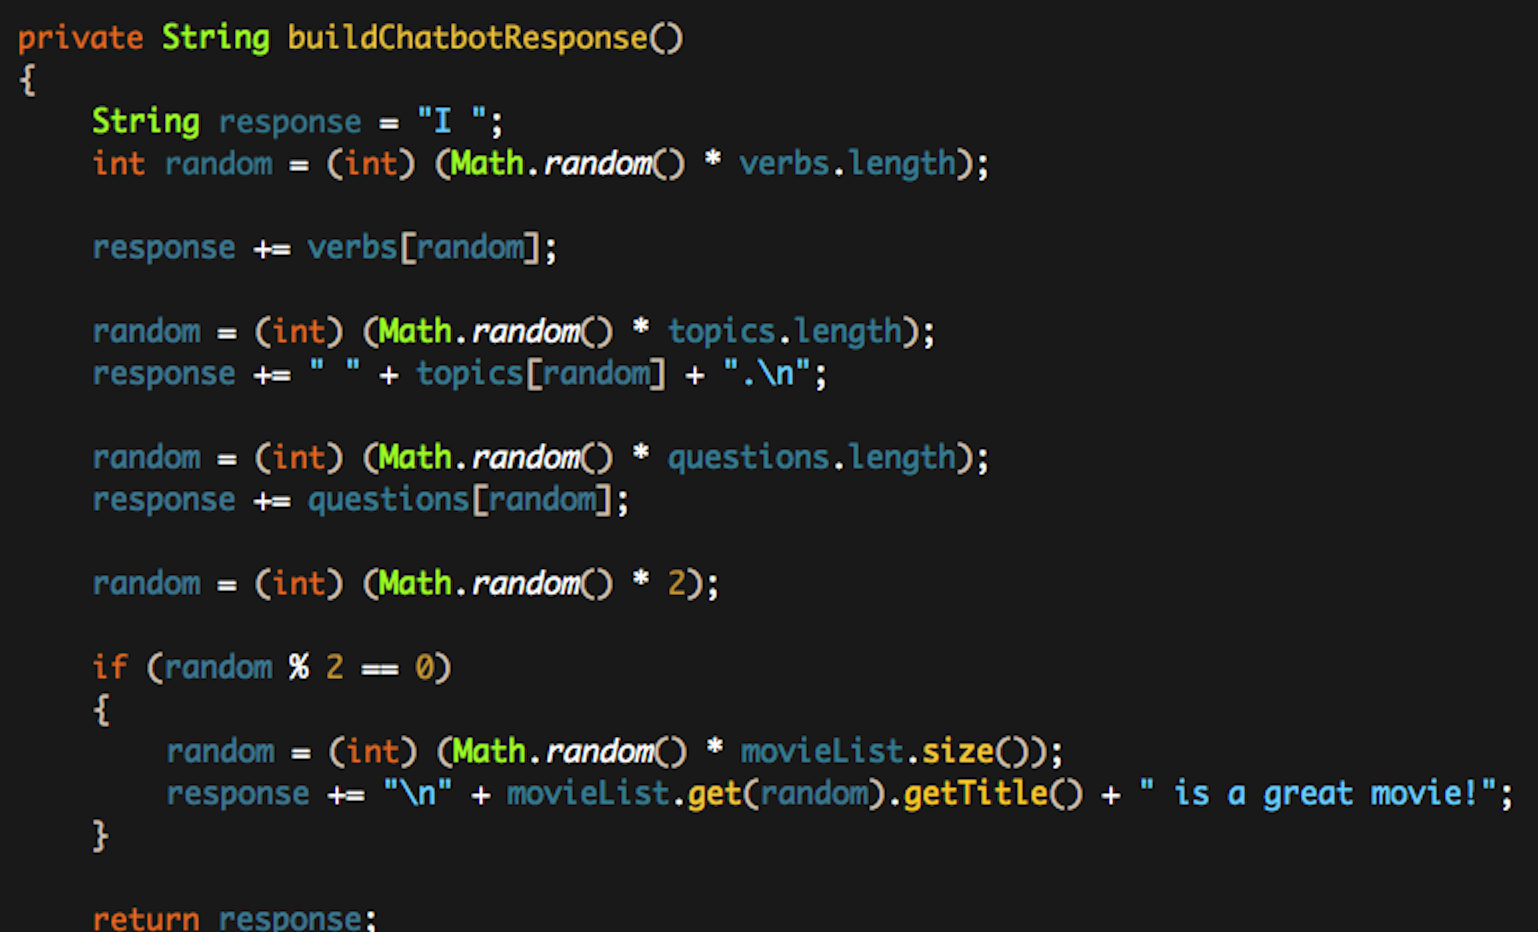 private String buildChatbotResponse()
{
    String response = "I ";
    int random = (int) (Math.random() * verbs.length);

    response += verbs[random];

    random = (int) (Math.random() * topics.length);
    response += " " + topics[random] + ".\n";

    random = (int) (Math.random() * questions.length);
    response += questions[random];

    random = (int) (Math.random() * 2);

    if (random % 2 == 0)
    {
        random = (int) (Math.random() * movieList.size());
        response += "\n" + movieList.get(random).getTitle() + " is a great movie!";
    }

    return response;